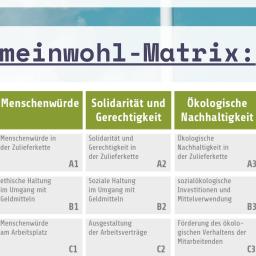 meinwohl-Matrix:
Menschenwürde
Solidarität und
Gerechtigkeit
Ökologische
Nachhaltigkeit
Menschenwürde in
der Zulieferkette
A1
Solidarität und
Gerechtigkeit in
der Zulieferkette
A2
Ökologische
Nachhaltigkeit in
der Zulieferkette
A3
ethische Haltung
im Umgang mit
Geldmitteln
B1
Soziale Haltung
im Umgang mit
Geldmitteln
B2
sozialökologische
Investitionen und
Mittelverwendung
B3
Menschenwürde
am Arbeitsplatz
C1
Ausgestaltung
der Arbeitsverträge
C2
Förderung des ökolo-
gischen Verhaltens der
Mitarbeitenden
C3